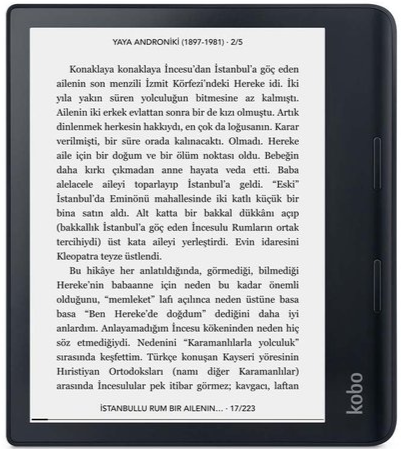 YAYA ANDRONİKİ (1897-1981) · 2/5
Konaklaya konaklaya İncesu’dan İstanbul’a göç eden
ailenin son menzili İzmit Körfezi’ndeki Hereke idi. İki
yıla yakın süren yolculuğun bitmesine az kalmıştı.
Ailenin iki erkek evlattan sonra bir de kızı olmuştu. Artık
dinlenmek herkesin hakkıydı, en çok da loğusanın. Karar
verilmişti, bir süre orada kalınacaktı. Olmadı. Hereke
aile için bir doğum ve bir ölüm noktası oldu. Bebeğin
daha kırkı çıkmadan anne hayata veda etti. Baba
alelacele aileyi toparlayıp İstanbul’a geldi. “Eski”
İstanbul’da Eminönü mahallesinde iki katlı küçük bir
bina satın aldı. Alt katta bir bakkal dükkânı açıp
(bakkallık İstanbul’a göç eden İncesulu Rumların ortak
tercihiydi) üst kata aileyi yerleştirdi. Evin idaresini
Kleopatra teyze üstlendi.
Bu hikâye her anlatıldığında, görmediği, bilmediği
Hereke’nin babaanne için neden bu kadar önemli
olduğunu, “memleket” lafı açılınca neden üstüne basa
basa “Ben Hereke’de doğdum” dediğini daha iyi
anlardım. Anlayamadığım İncesu kökeninden neden hiç
söz etmediğydi. Nedenini “Karamanlılarla yolculuk”
sırasında keşfettim. Türkçe konuşan Kayseri yöresinin
Hıristiyan Ortodoksları (namı diğer Karamanlılar)
arasında İncesulular pek itibar görmez; kavgacı, laftan
İSTANBULLU RUM BİR AİLENİN... · 17/223
kobo